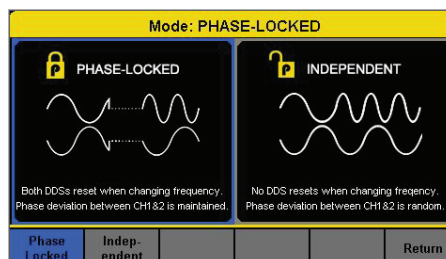 Mode: PHASE-LOCKED
P PHASE-LOCKED
Both DDSs reset when changing frequency.
Phase deviation between CH1&2 is maintained.
P INDEPENDENT
No DDS resets when changing freqency.
Phase deviation between CH1&2 is random.
Phase
Locked
Indep-
endent
Return